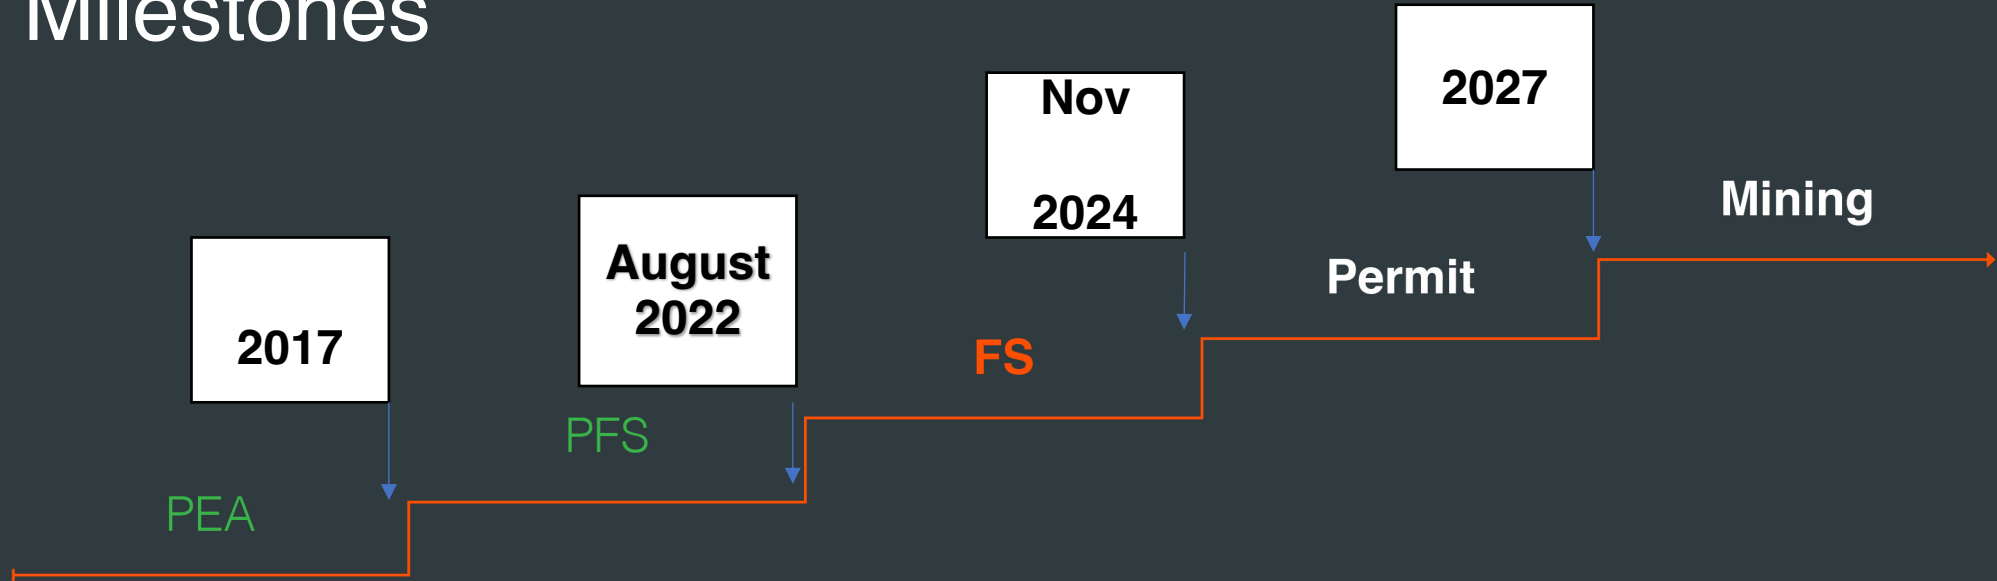 Milestones
2017
PEA
August
2022
PFS
Nov
2024
FS
2027
Permit
Mining